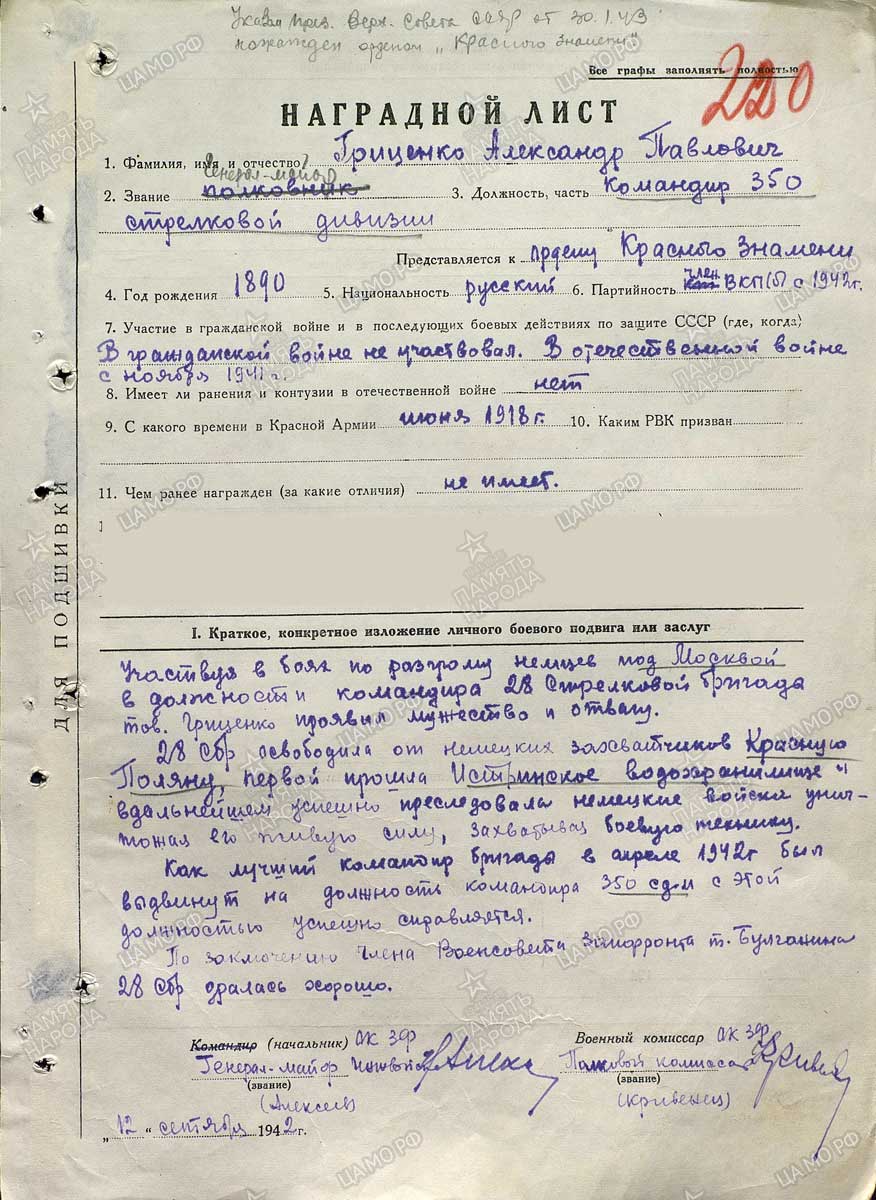 Указом През. Верх. Совета СССР от 30.I.43
награжден орденом „Красного Знамени"
Все графы заполнять полностью
220
НАГРАДНОЙ ЛИСТ
1. Фамилия, имя и отчество Гриценко Александр Павлович
Генерал-майор
2. Звание полковник 3. Должность, часть командир 350
стрелковой дивизии
Представляется к ордену "Красного Знамени
4. Год рождения 1890 5. Национальность русский 6. Партийность член ВКП(б) с 1942г.
7. Участие в гражданской войне и в последующих боевых действиях по защите СССР (где, когда)
В гражданской войне не участвовал. В отечественной войне
с ноября 1941 г.
8. Имеет ли ранения и контузии в отечественной войне нет
9. С какого времени в Красной Армии июня 1918 г. 10. Каким РВК призван
11. Чем ранее награжден (за какие отличия) не имеет.
ДЛЯ ПОДШИВКИ
I. Краткое, конкретное изложение личного боевого подвига или заслуг
Участвуя в боях по разгрому немцев под Москвой
в должности командира 28 Стрелковой бригады
тов. Гриценко проявил мужество и отвагу.
28 Сбр освободила от немецких захватчиков Красную
Поляну, первой прошла Истринское водохранилище и
вдальнейшем успешно преследовала немецкие войска унич-
тожая его живую силу, захватывая боевую технику.
Как лучший командир бригады в апреле 1942г был
выдвинут на должность командира 350 сд и с этой
должностью успешно справляется.
По заключению Члена Военсовета Запфронта т. Булганина
28 Сбр дралась хорошо.
Командир (начальник) ОК ЗФ Военный комиссар ОК ЗФ
Генерал-майор Полковой комиссар
(звание) (звание)
(Алексеев) (Кривенец)
„12" сентября 1942 г.
ПАМЯТЬ НАРОДА
ЦАМО.РФ